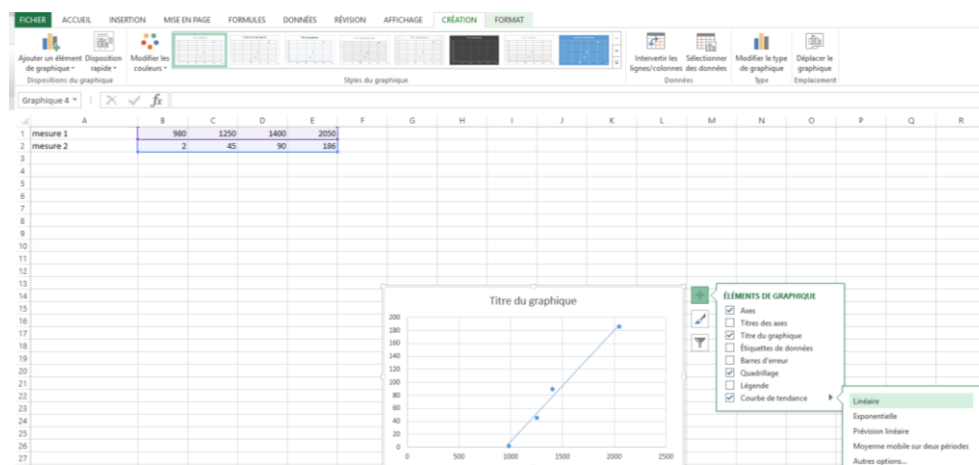 FICHIER ACCUEIL INSERTION MISE EN PAGE FORMULES DONNÉES RÉVISION AFFICHAGE CRÉATION FORMAT
Ajouter un élément de graphique
Disposition rapide
Modifier les couleurs
Intervertir les lignes/colonnes
Sélectionner des données
Modifier le type de graphique
Déplacer le graphique
Dispositions du graphique Styles du graphique Données Type Emplacement
Graphique 4 fx
A B C D E F G H I J K L M N O P Q R
1 mesure 1 980 1250 1400 2050
2 mesure 2 2 45 90 186
3
4
5
6
7
8
9
10
11
12
13
14
15
16
17
18
19
20
21
22
23
24
25
26
27
Titre du graphique
200
180
160
140
120
100
80
60
40
20
0
0 500 1000 1500 2000 2500
ÉLÉMENTS DE GRAPHIQUE
Axes
Titres des axes
Titre du graphique
Étiquettes de données
Barres d'erreur
Quadrillage
Légende
Courbe de tendance
Linéaire
Exponentielle
Prévision linéaire
Moyenne mobile sur deux périodes
Autres options...